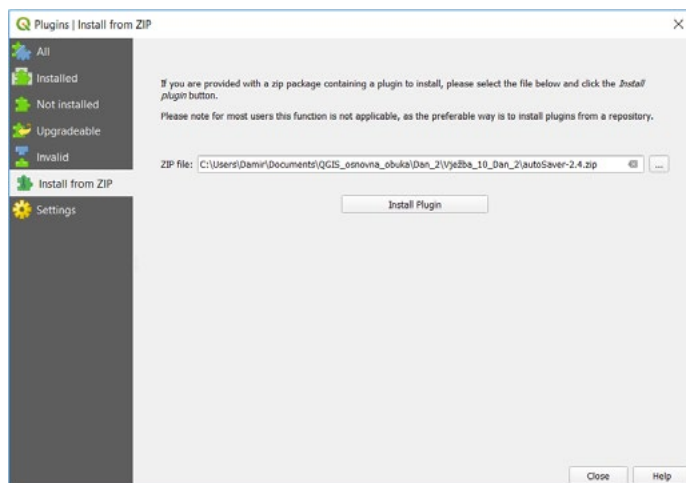 Plugins | Install from ZIP
All
Installed
Not installed
Upgradeable
Invalid
Install from ZIP
Settings
If you are provided with a zip package containing a plugin to install, please select the file below and click the Install
plugin button.
Please note for most users this function is not applicable, as the preferable way is to install plugins from a repository.
ZIP file: C:\Users\Damir\Documents\QGIS_osnovna_obuka\Dan_2\Vježba_10_Dan_2\autoSaver-2.4.zip ...
Install Plugin
Close Help